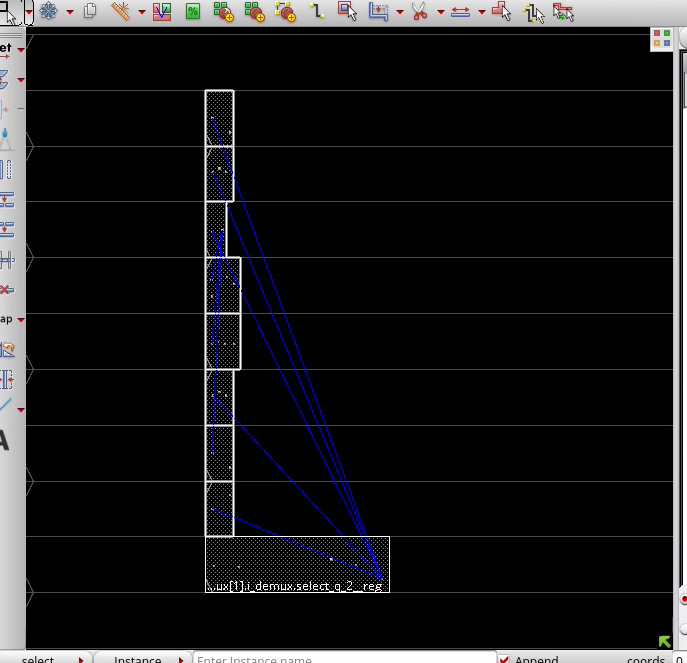 et
ap
A
...ux[1].i_demux.select_q_2__reg
select
Instance
Enter Instance name
Append
coords
0